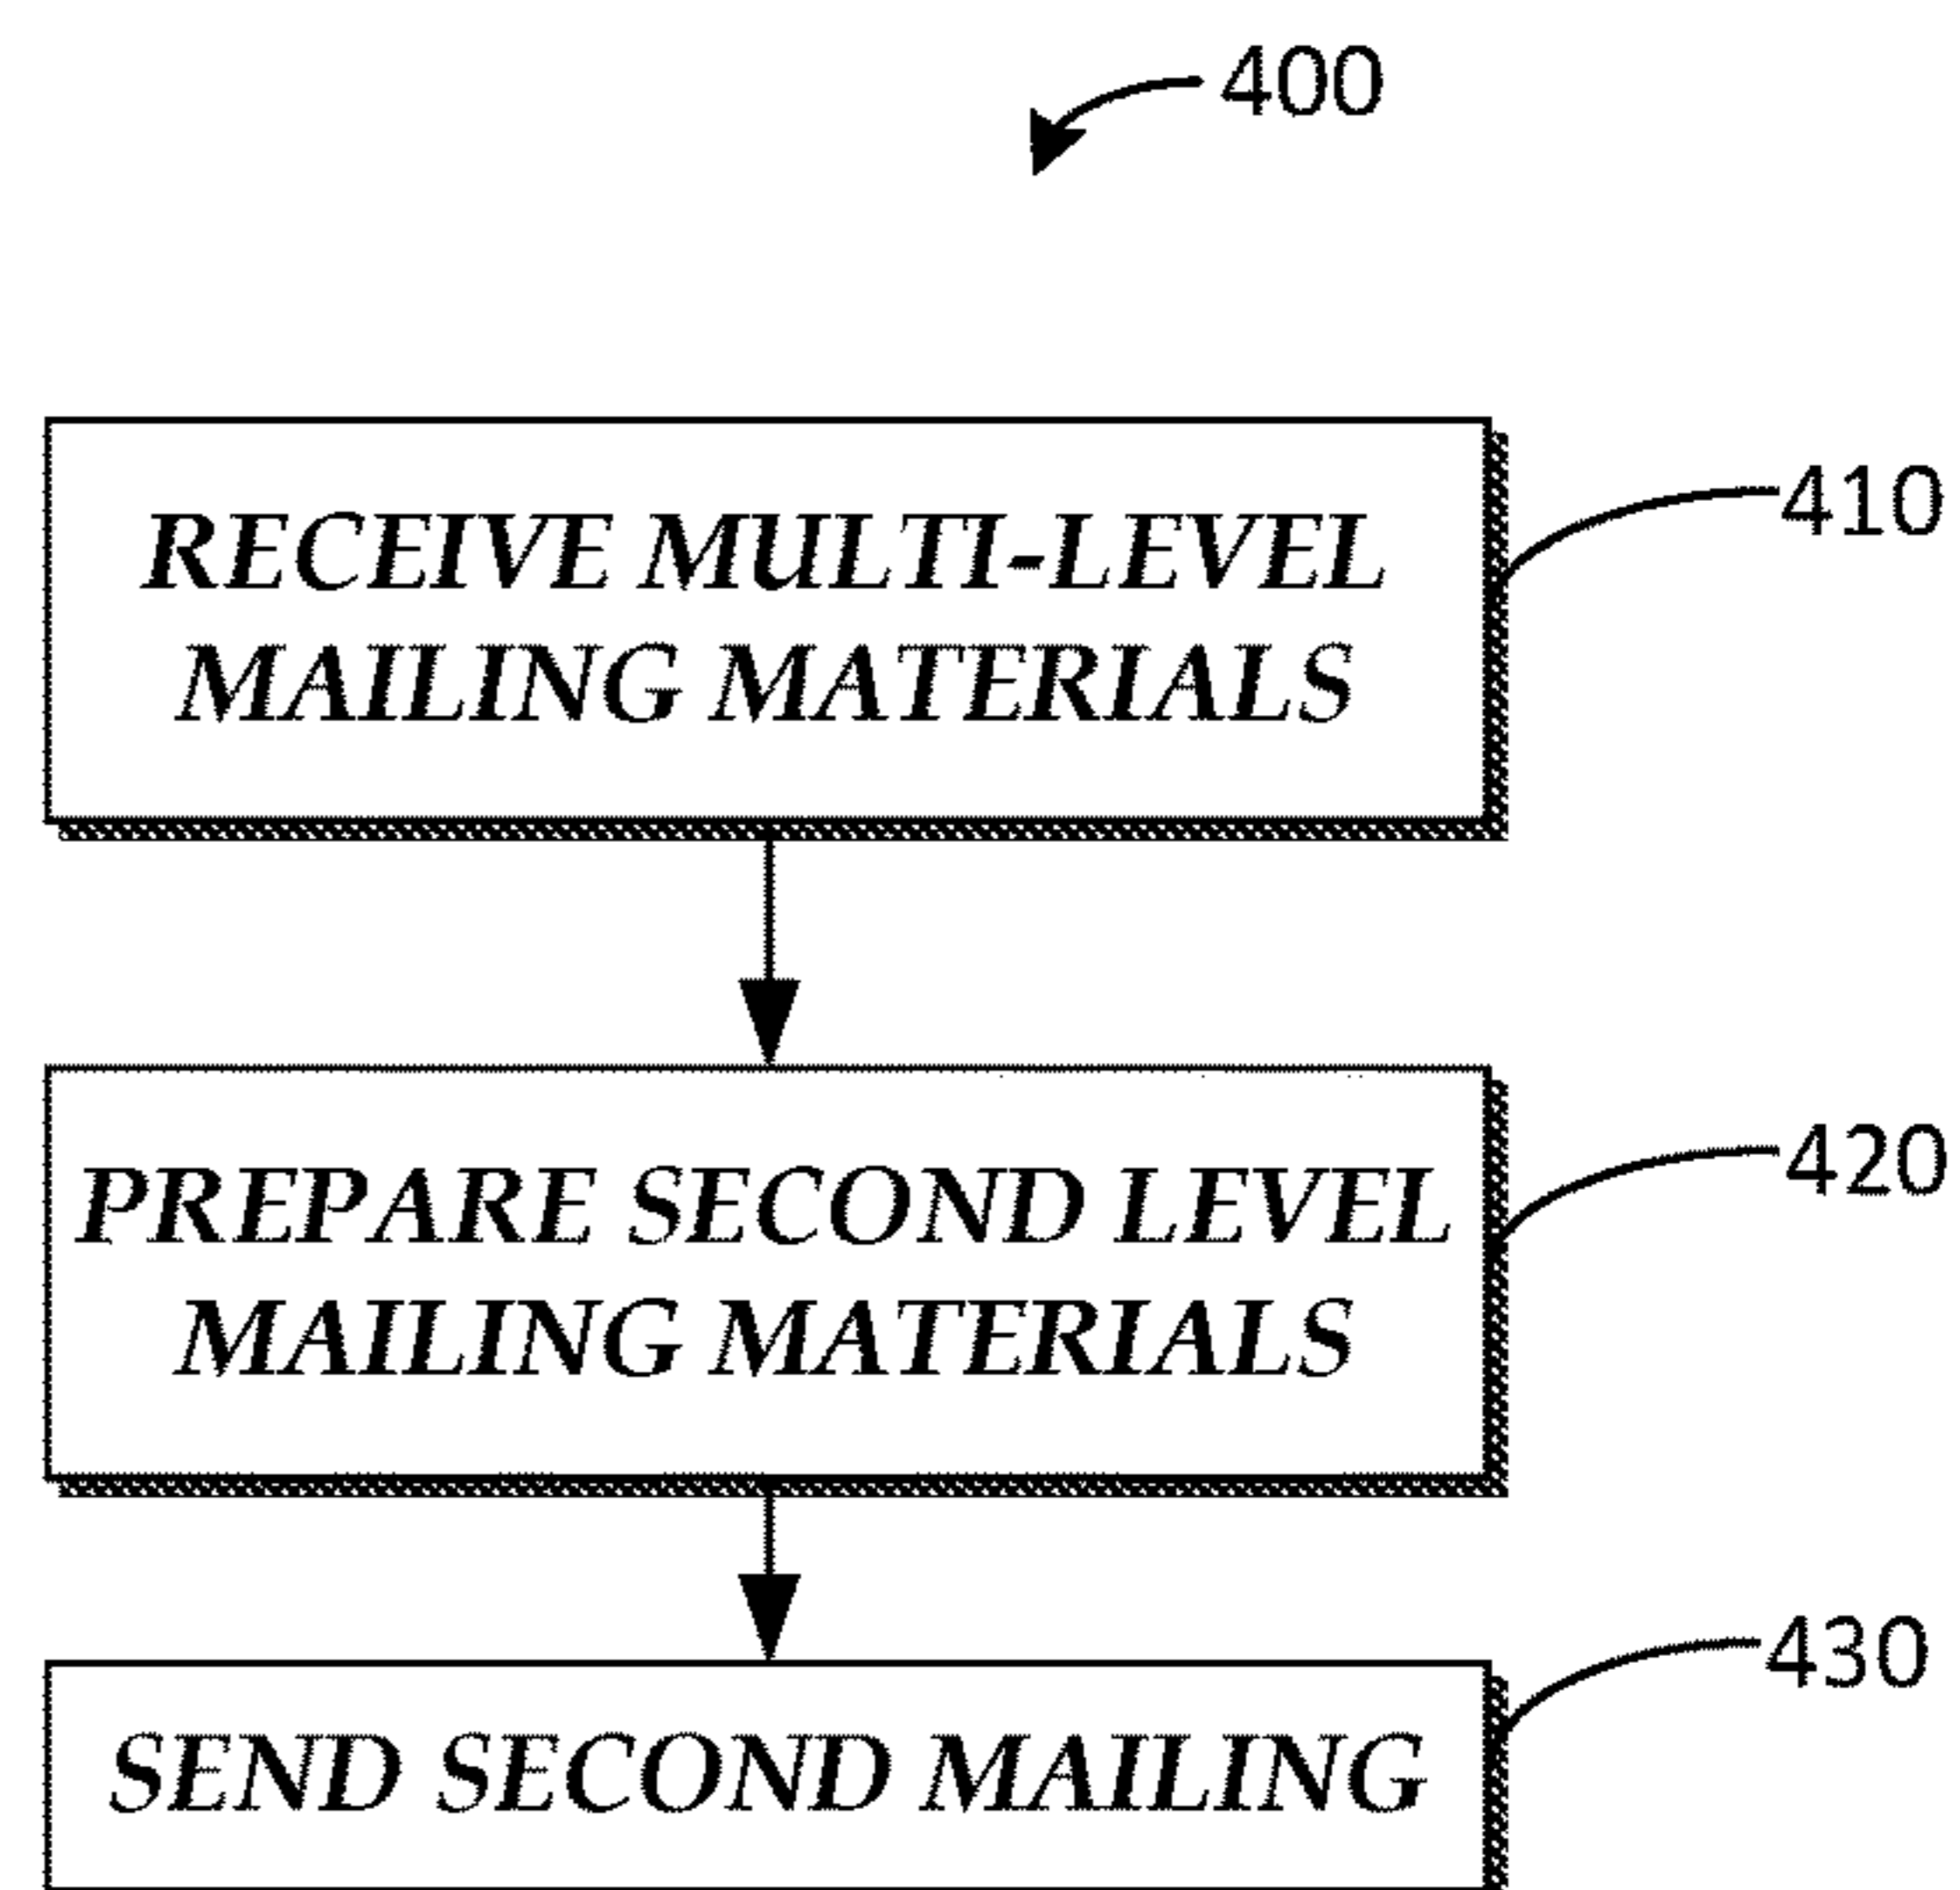 400
RECEIVE MULTI-LEVEL
MAILING MATERIALS
410
PREPARE SECOND LEVEL
MAILING MATERIALS
420
SEND SECOND MAILING
430